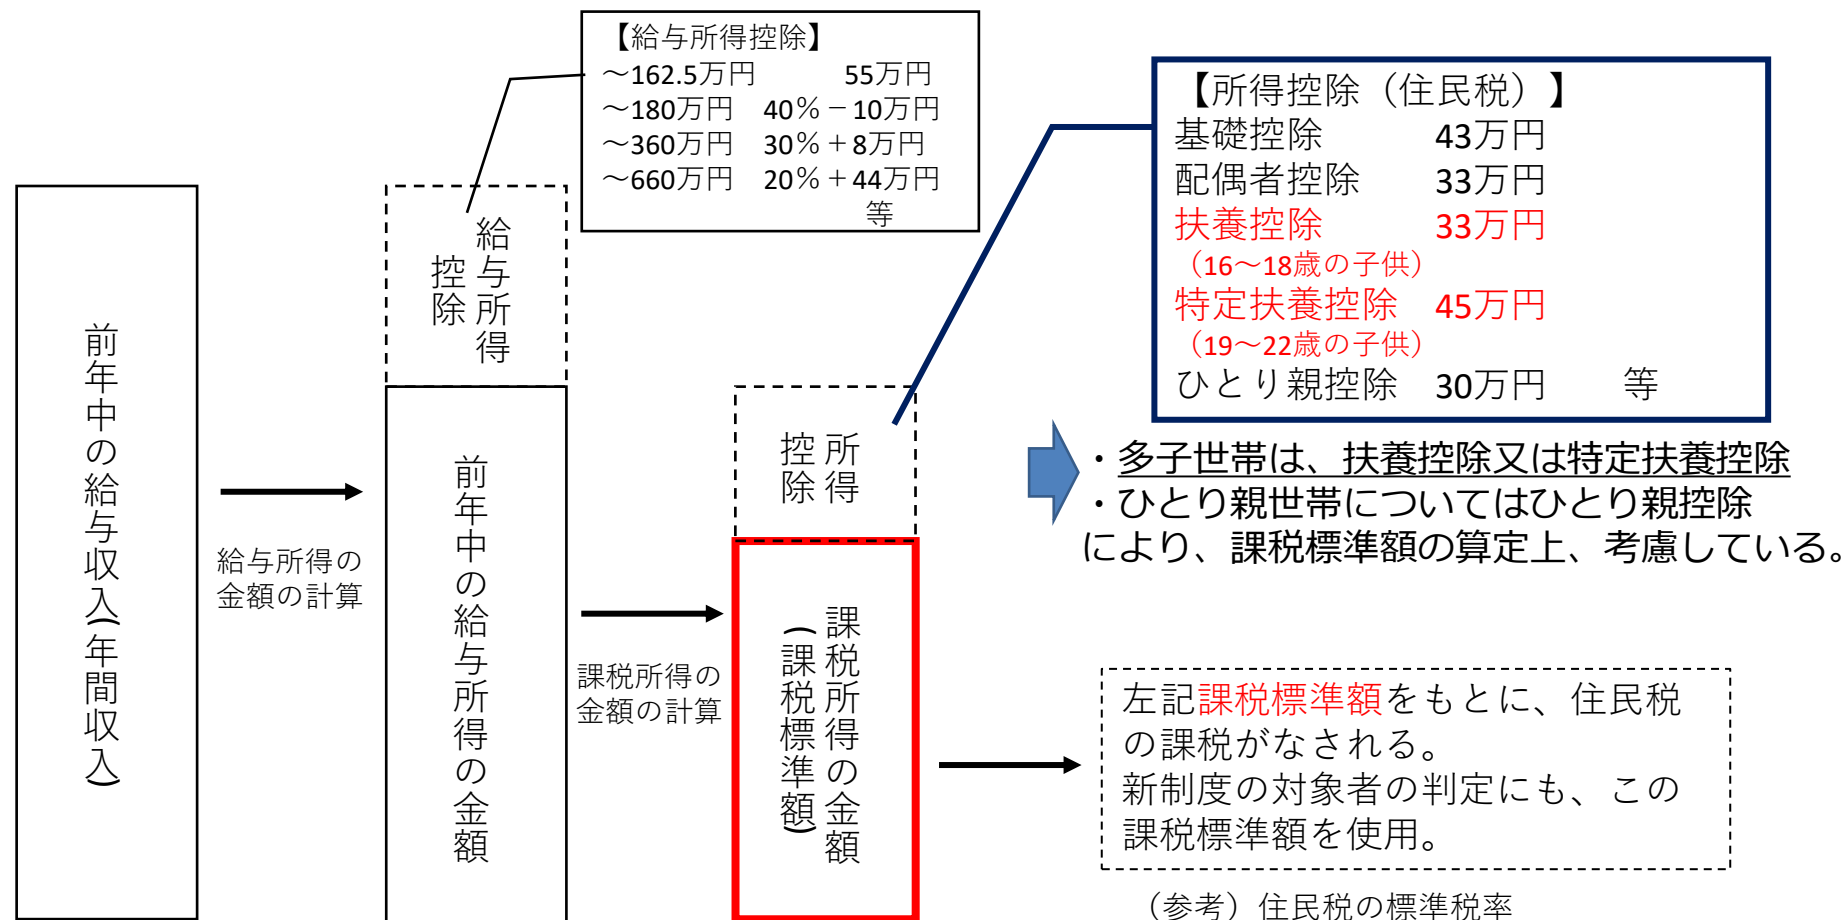 【給与所得控除】
～162.5万円 55万円
～180万円 40％－10万円
～360万円 30％＋8万円
～660万円 20％＋44万円
等
【所得控除（住民税）】
基礎控除 43万円
配偶者控除 33万円
扶養控除 33万円
（16～18歳の子供）
特定扶養控除 45万円
（19～22歳の子供）
ひとり親控除 30万円 等
前年中の給与収入(年間収入)
給与所得の
金額の計算
給与所得
控除
前年中の給与所得の金額
課税所得の
金額の計算
所得
控除
課税所得の金額
(課税標準額)
・多子世帯は、扶養控除又は特定扶養控除
・ひとり親世帯についてはひとり親控除
により、課税標準額の算定上、考慮している。
左記課税標準額をもとに、住民税
の課税がなされる。
新制度の対象者の判定にも、この
課税標準額を使用。
（参考）住民税の標準税率